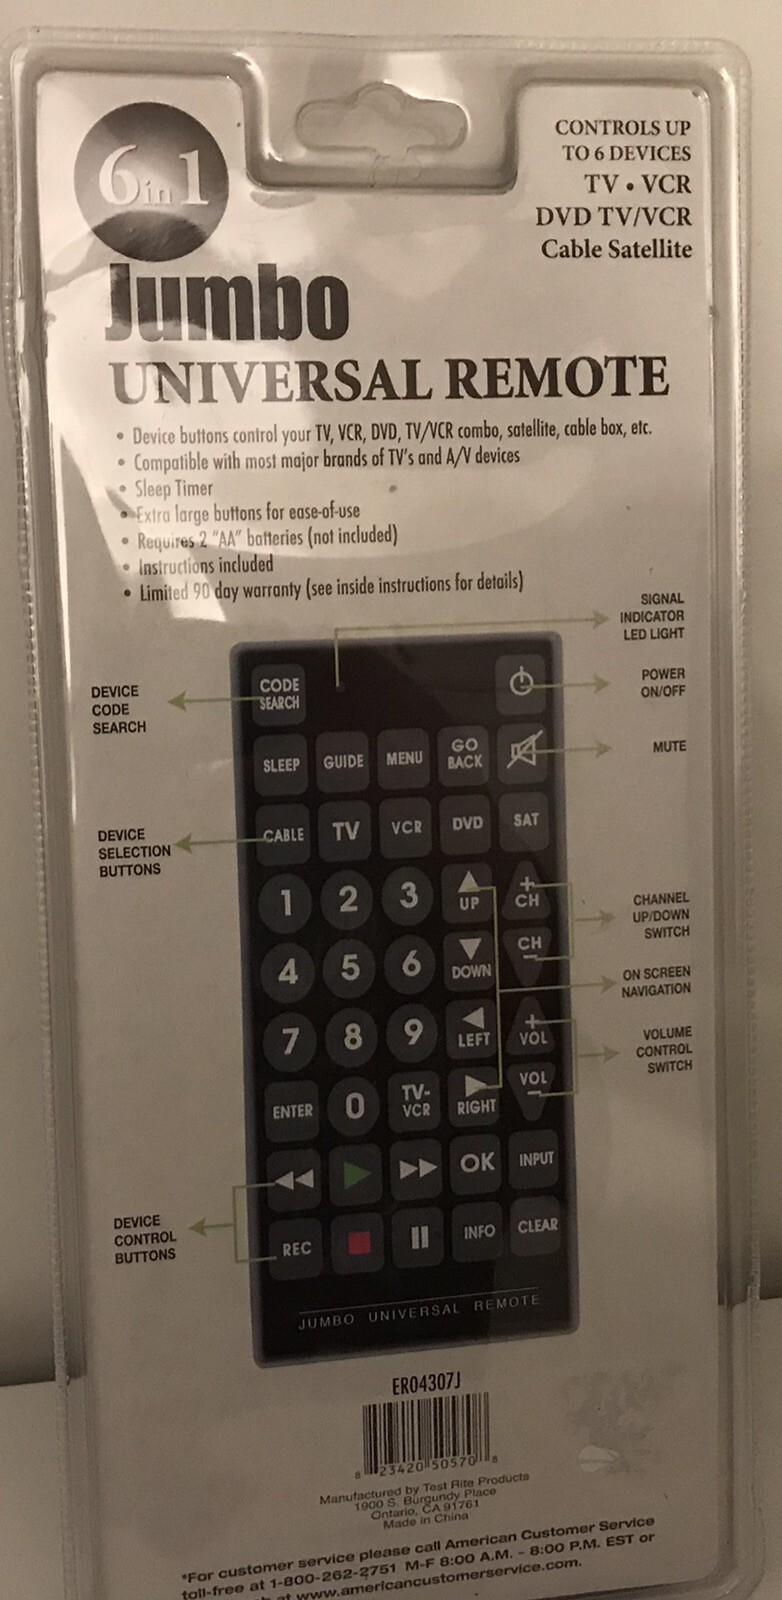 6in1
CONTROLS UP
TO 6 DEVICES
TV • VCR
DVD TV/VCR
Cable Satellite
Jumbo
UNIVERSAL REMOTE
• Device buttons control your TV, VCR, DVD, TV/VCR combo, satellite, cable box, etc.
• Compatible with most major brands of TV's and A/V devices
• Sleep Timer
• Extra large buttons for ease-of-use
• Requires 2 "AA" batteries (not included)
• Instructions included
• Limited 90 day warranty (see inside instructions for details)
SIGNAL
INDICATOR
LED LIGHT
DEVICE
CODE
SEARCH
CODE
SEARCH
POWER
ON/OFF
SLEEP GUIDE MENU GO
BACK
MUTE
DEVICE
SELECTION
BUTTONS
CABLE TV VCR DVD SAT
1 2 3 UP + CH
CHANNEL
UP/DOWN
SWITCH
4 5 6 DOWN CH −
ON SCREEN
NAVIGATION
7 8 9 LEFT + VOL
VOLUME
CONTROL
SWITCH
ENTER 0 TV-
VCR RIGHT VOL −
OK INPUT
DEVICE
CONTROL
BUTTONS
REC INFO CLEAR
JUMBO UNIVERSAL REMOTE
ER04307J
8 23420 50570 8
Manufactured by Test Rite Products
1900 S. Burgundy Place
Ontario, CA 91761
Made in China
*For customer service please call American Customer Service
toll-free at 1-800-262-2751 M-F 8:00 A.M. - 8:00 P.M. EST or
at www.americancustomerservice.com.